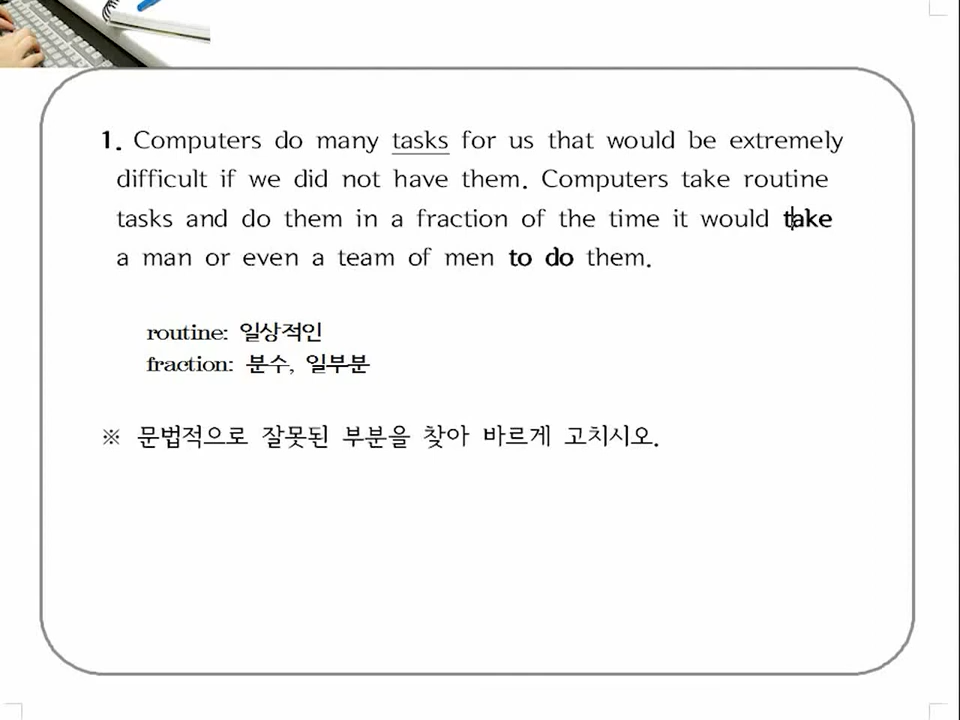 1. Computers do many tasks for us that would be extremely
difficult if we did not have them. Computers take routine
tasks and do them in a fraction of the time it would take
a man or even a team of men to do them.
routine: 일상적인
fraction: 분수, 일부분
※ 문법적으로 잘못된 부분을 찾아 바르게 고치시오.